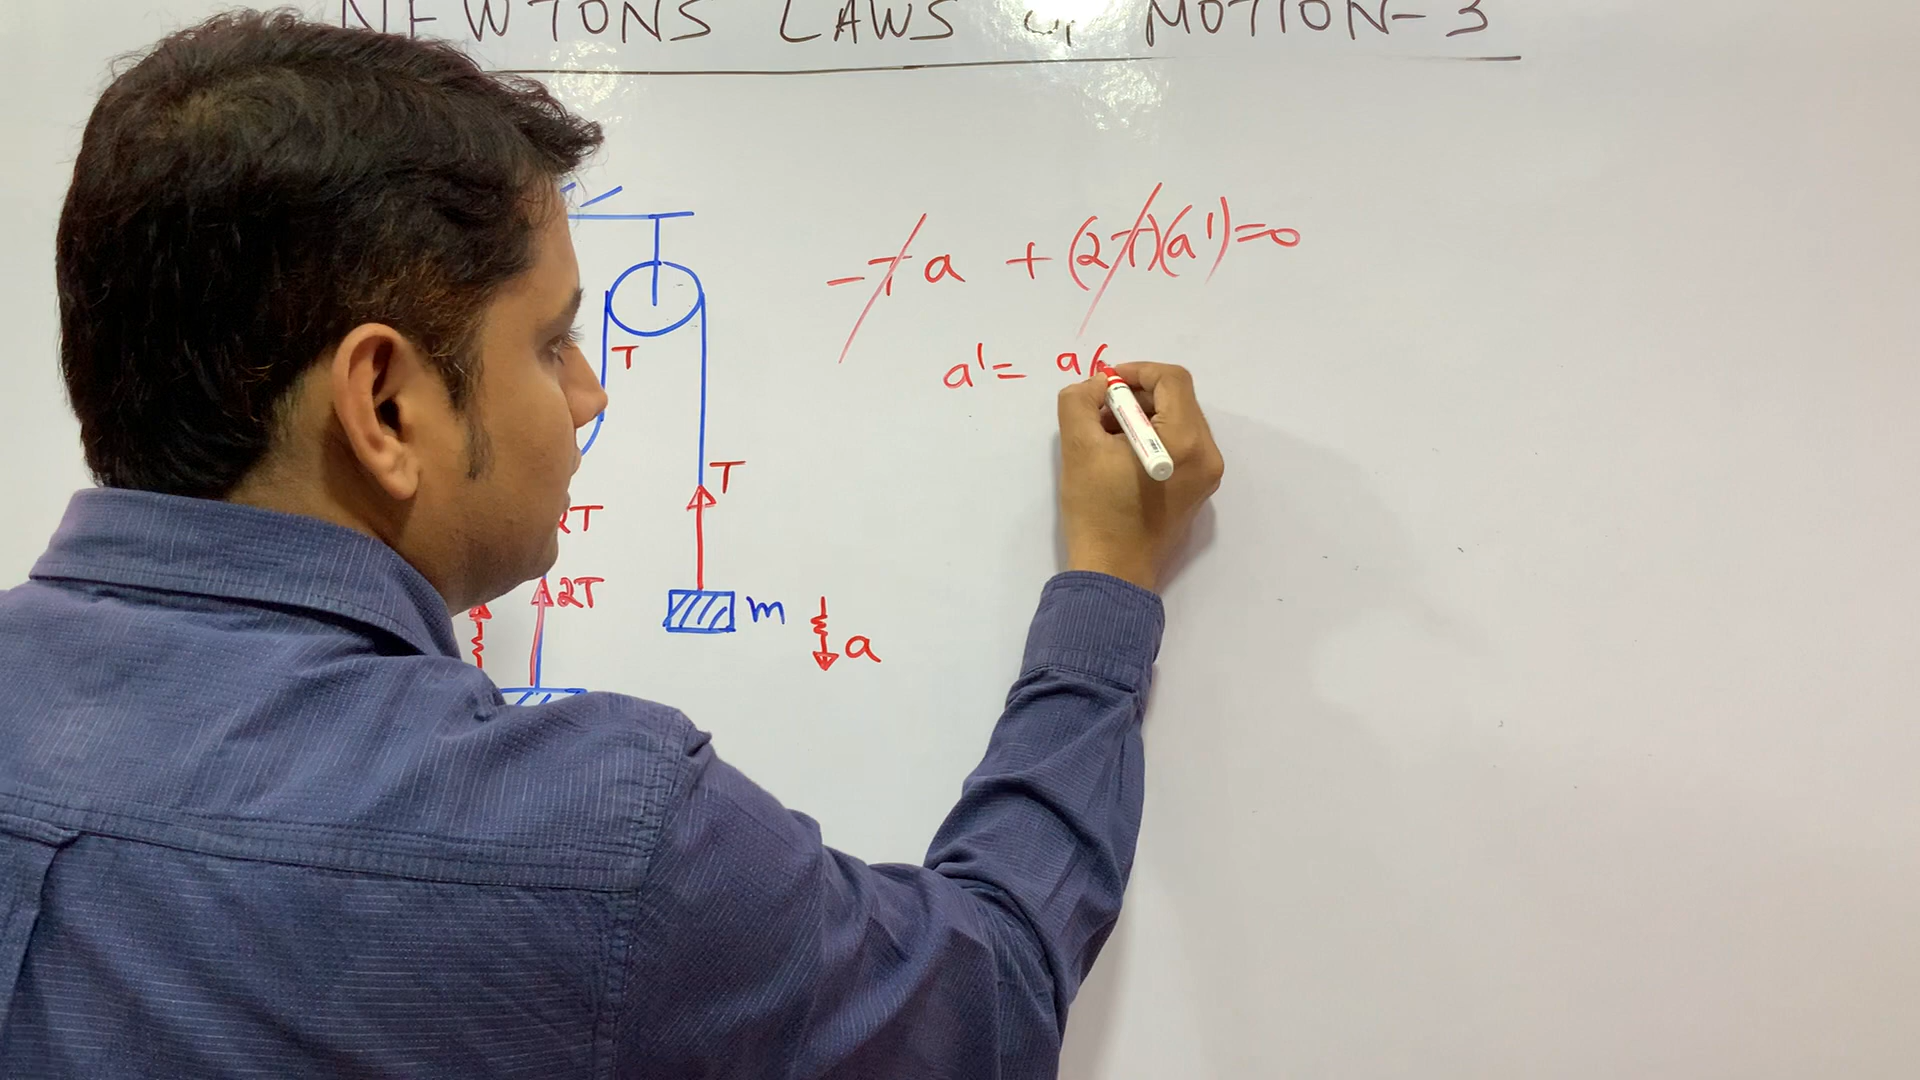 NEWTONS LAWS of MOTION-3
-Ta + (2T)(a')=0
a'= a/
T
T
2T
2T
m
a